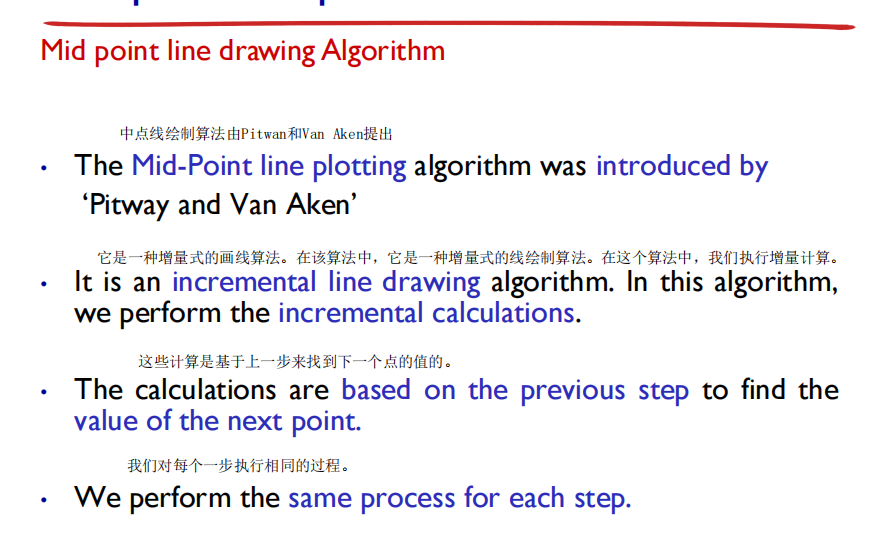 Mid point line drawing Algorithm
中点线绘制算法由Pitwan和Van Aken提出
• The Mid-Point line plotting algorithm was introduced by
‘Pitway and Van Aken’
它是一种增量式的画线算法。在该算法中，它是一种增量式的线绘制算法。在这个算法中，我们执行增量计算。
• It is an incremental line drawing algorithm. In this algorithm,
we perform the incremental calculations.
这些计算是基于上一步来找到下一个点的值的。
• The calculations are based on the previous step to find the
value of the next point.
我们对每个一步执行相同的过程。
• We perform the same process for each step.